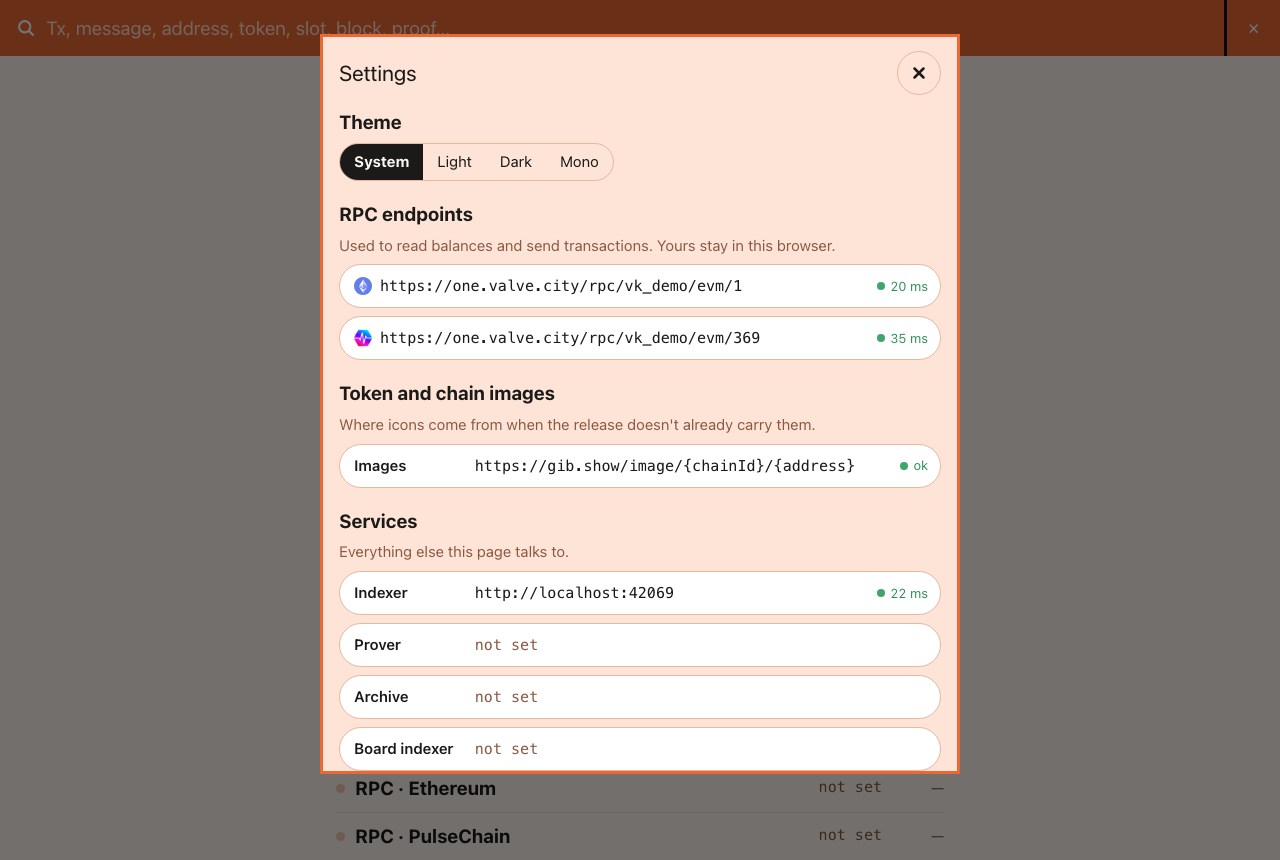 Tx, message, address, token, slot, block, proof...
Settings
Theme
System Light Dark Mono
RPC endpoints
Used to read balances and send transactions. Yours stay in this browser.
https://one.valve.city/rpc/vk_demo/evm/1 20 ms
https://one.valve.city/rpc/vk_demo/evm/369 35 ms
Token and chain images
Where icons come from when the release doesn't already carry them.
Images https://gib.show/image/{chainId}/{address} ok
Services
Everything else this page talks to.
Indexer http://localhost:42069 22 ms
Prover not set
Archive not set
Board indexer not set
RPC · Ethereum not set —
RPC · PulseChain not set —